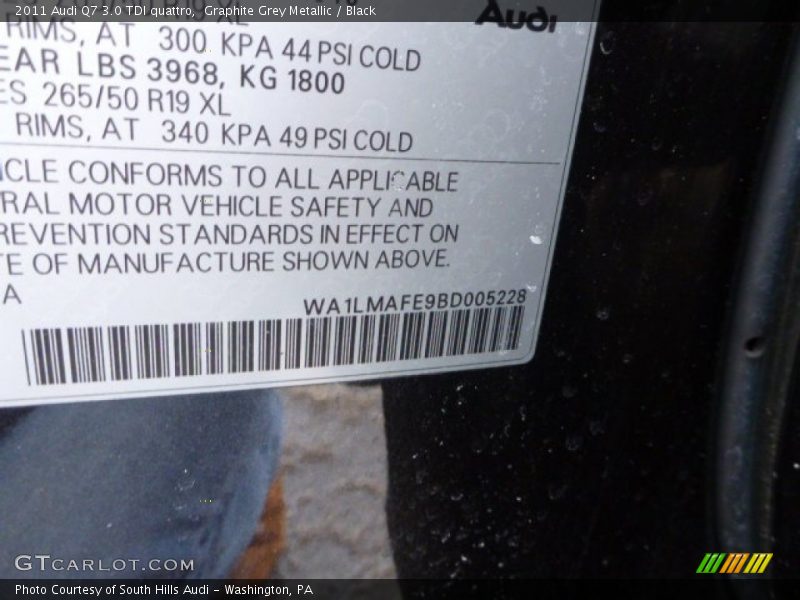 2011 Audi Q7 3.0 TDI quattro, - Graphite Grey Metallic / Black
Audi
RIMS, AT 300 KPA 44 PSI COLD
EAR LBS 3968, KG 1800
ES 265/50 R19 XL
RIMS, AT 340 KPA 49 PSI COLD
ICLE CONFORMS TO ALL APPLICABLE
RAL MOTOR VEHICLE SAFETY AND
REVENTION STANDARDS IN EFFECT ON
TE OF MANUFACTURE SHOWN ABOVE.
A
WA1LMAFE9BD005228
GTCARLOT.COM
Photo Courtesy of South Hills Audi - Washington, PA